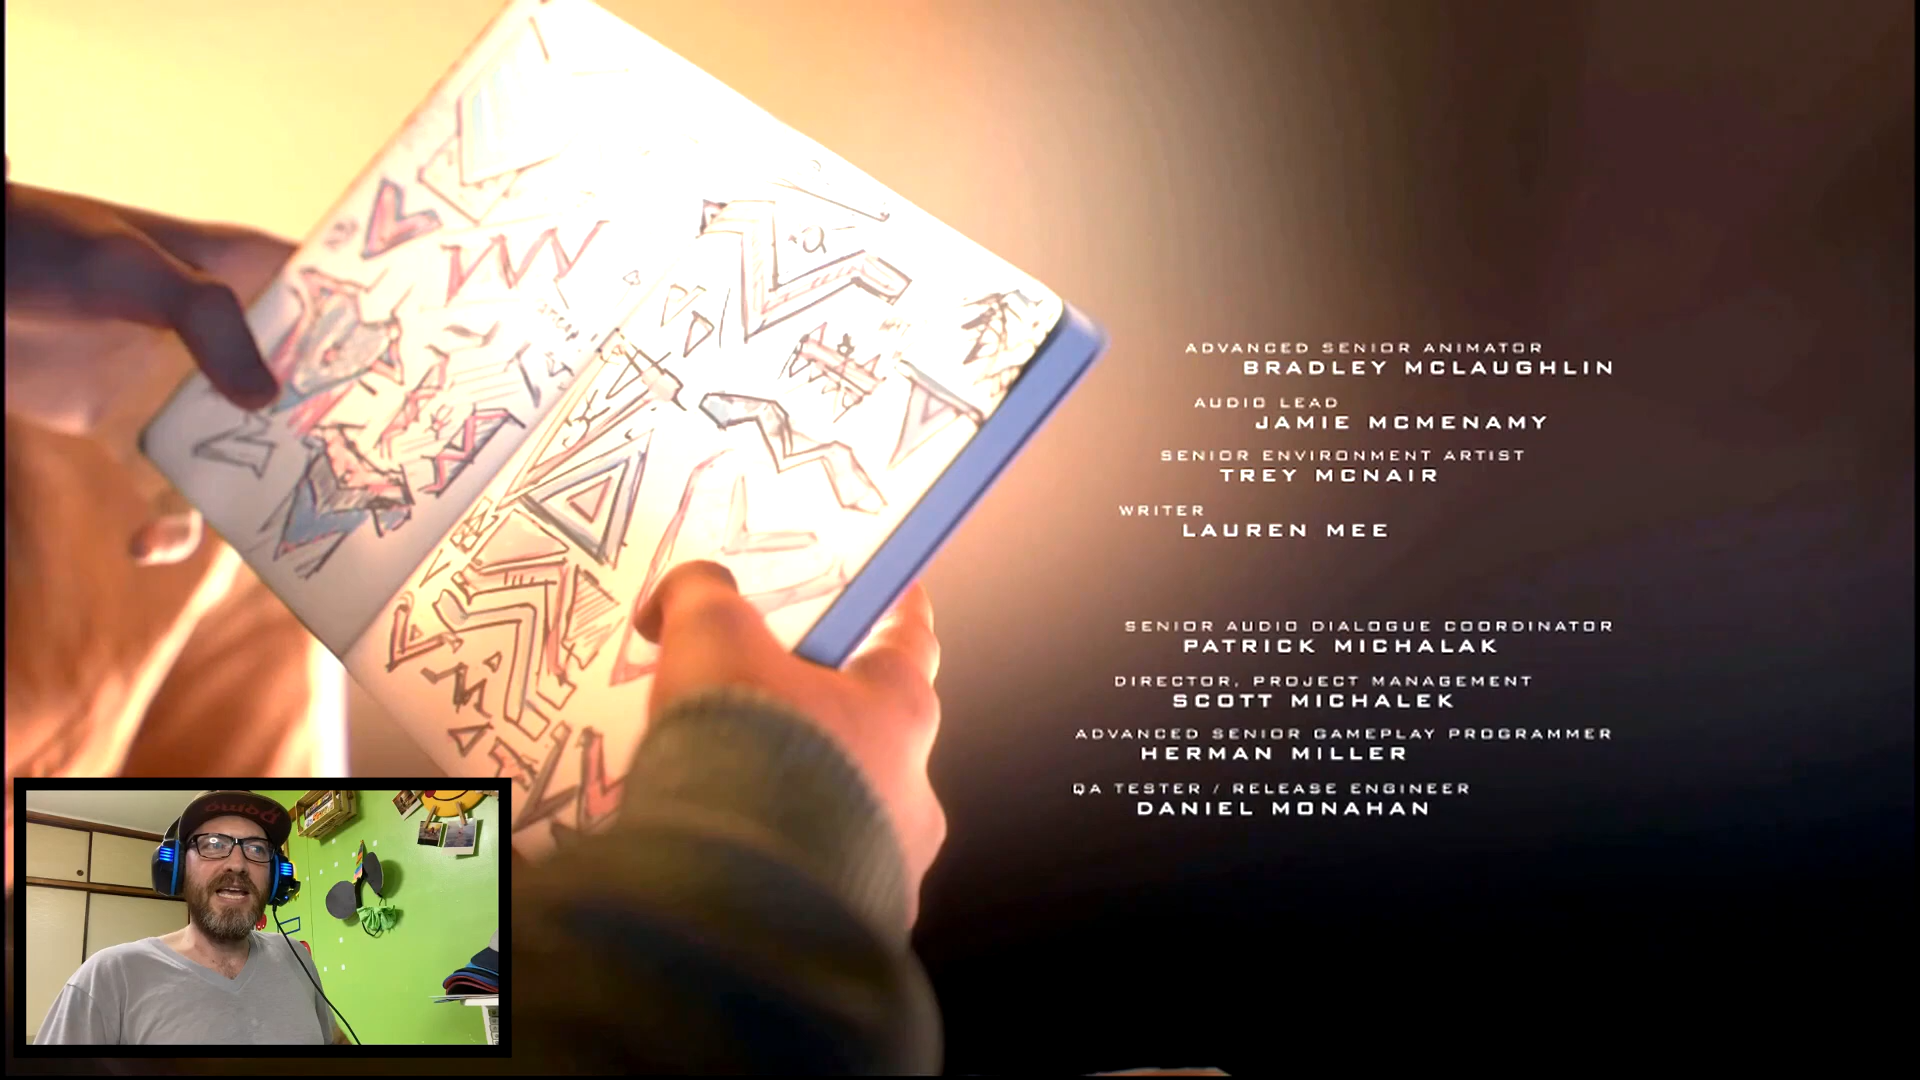 ADVANCED SENIOR ANIMATOR
BRADLEY MCLAUGHLIN
AUDIO LEAD
JAMIE MCMENAMY
SENIOR ENVIRONMENT ARTIST
TREY MCNAIR
WRITER
LAUREN MEE
SENIOR AUDIO DIALOGUE COORDINATOR
PATRICK MICHALAK
DIRECTOR, PROJECT MANAGEMENT
SCOTT MICHALEK
ADVANCED SENIOR GAMEPLAY PROGRAMMER
HERMAN MILLER
QA TESTER / RELEASE ENGINEER
DANIEL MONAHAN